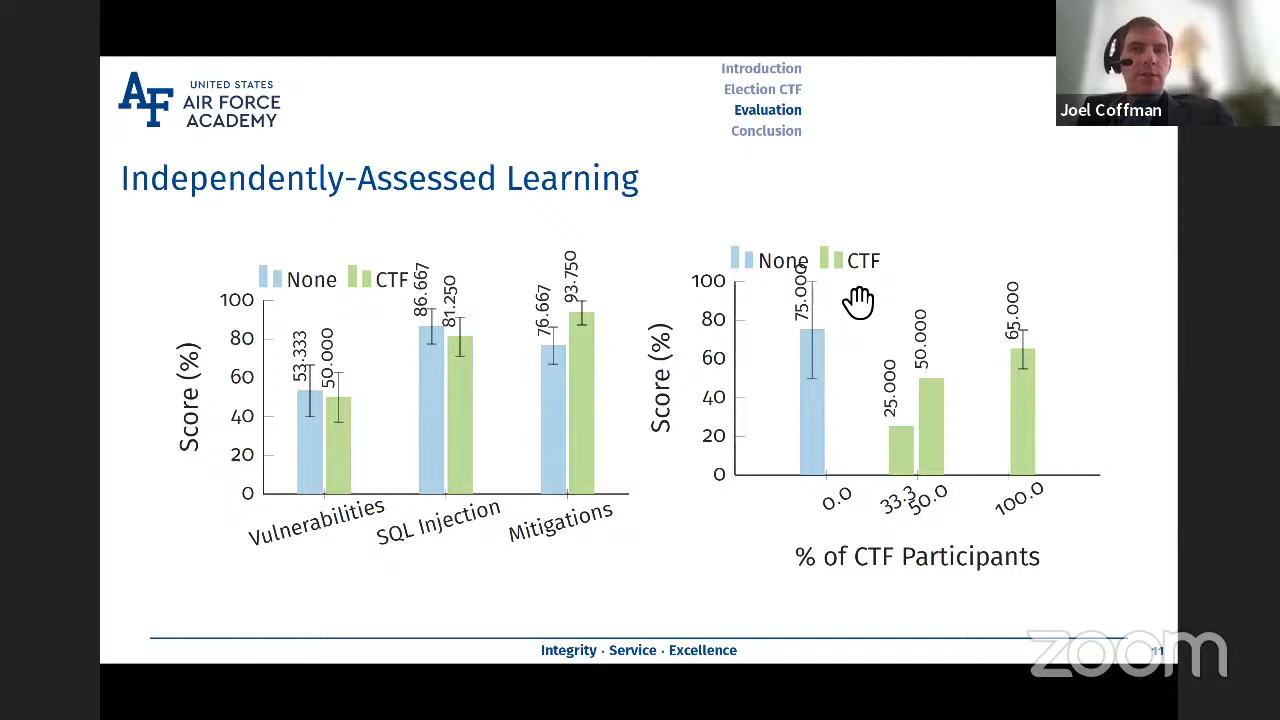 Joel Coffman
AF UNITED STATES
AIR FORCE
ACADEMY
Introduction
Election CTF
Evaluation
Conclusion
Independently-Assessed Learning
None CTF
Score (%)
100
80
60
40
20
0
53.333
50.000
86.667
81.250
76.667
93.750
Vulnerabilities
SQL Injection
Mitigations
None CTF
Score (%)
100
80
60
40
20
0
75.000
25.000
50.000
65.000
0.0
33.3
50.0
100.0
% of CTF Participants
Integrity · Service · Excellence
11
zoom